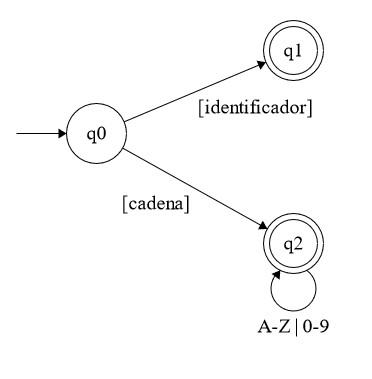 q1
q0
[identificador]
[cadena]
q2
A-Z | 0-9